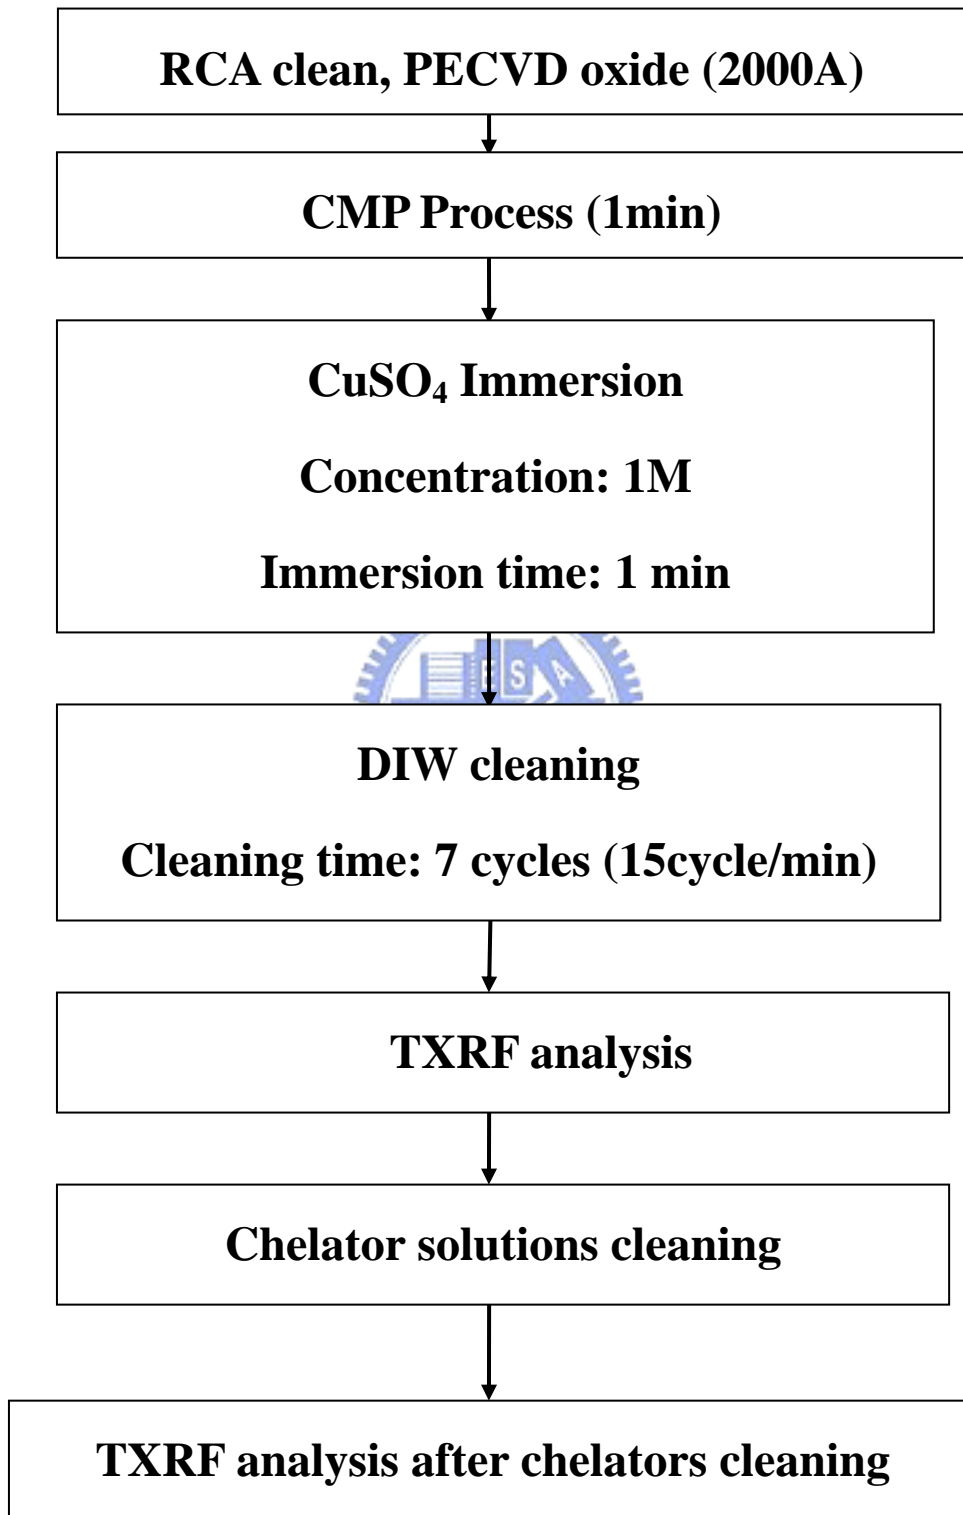 RCA clean, PECVD oxide (2000A)
CMP Process (1min)
CuSO₄ Immersion
Concentration: 1M
Immersion time: 1 min
ESA
DIW cleaning
Cleaning time: 7 cycles (15cycle/min)
TXRF analysis
Chelator solutions cleaning
TXRF analysis after chelators cleaning